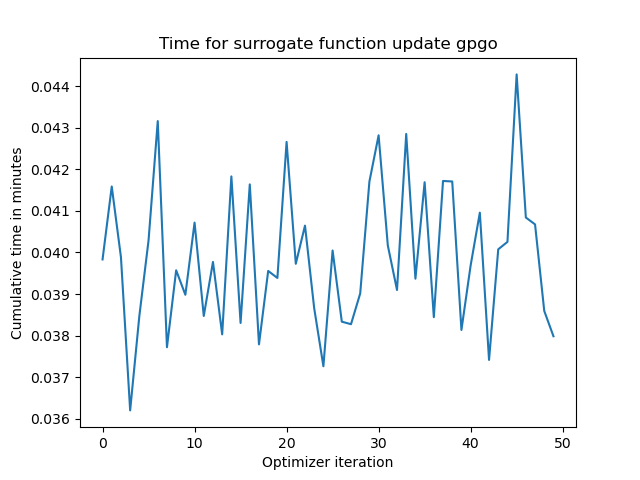 Time for surrogate function update gpgo
Cumulative time in minutes
0.044
0.043
0.042
0.041
0.040
0.039
0.038
0.037
0.036
0 10 20 30 40 50
Optimizer iteration